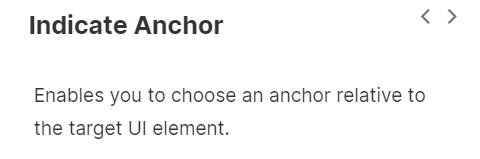 Indicate Anchor
Enables you to choose an anchor relative to
the target UI element.